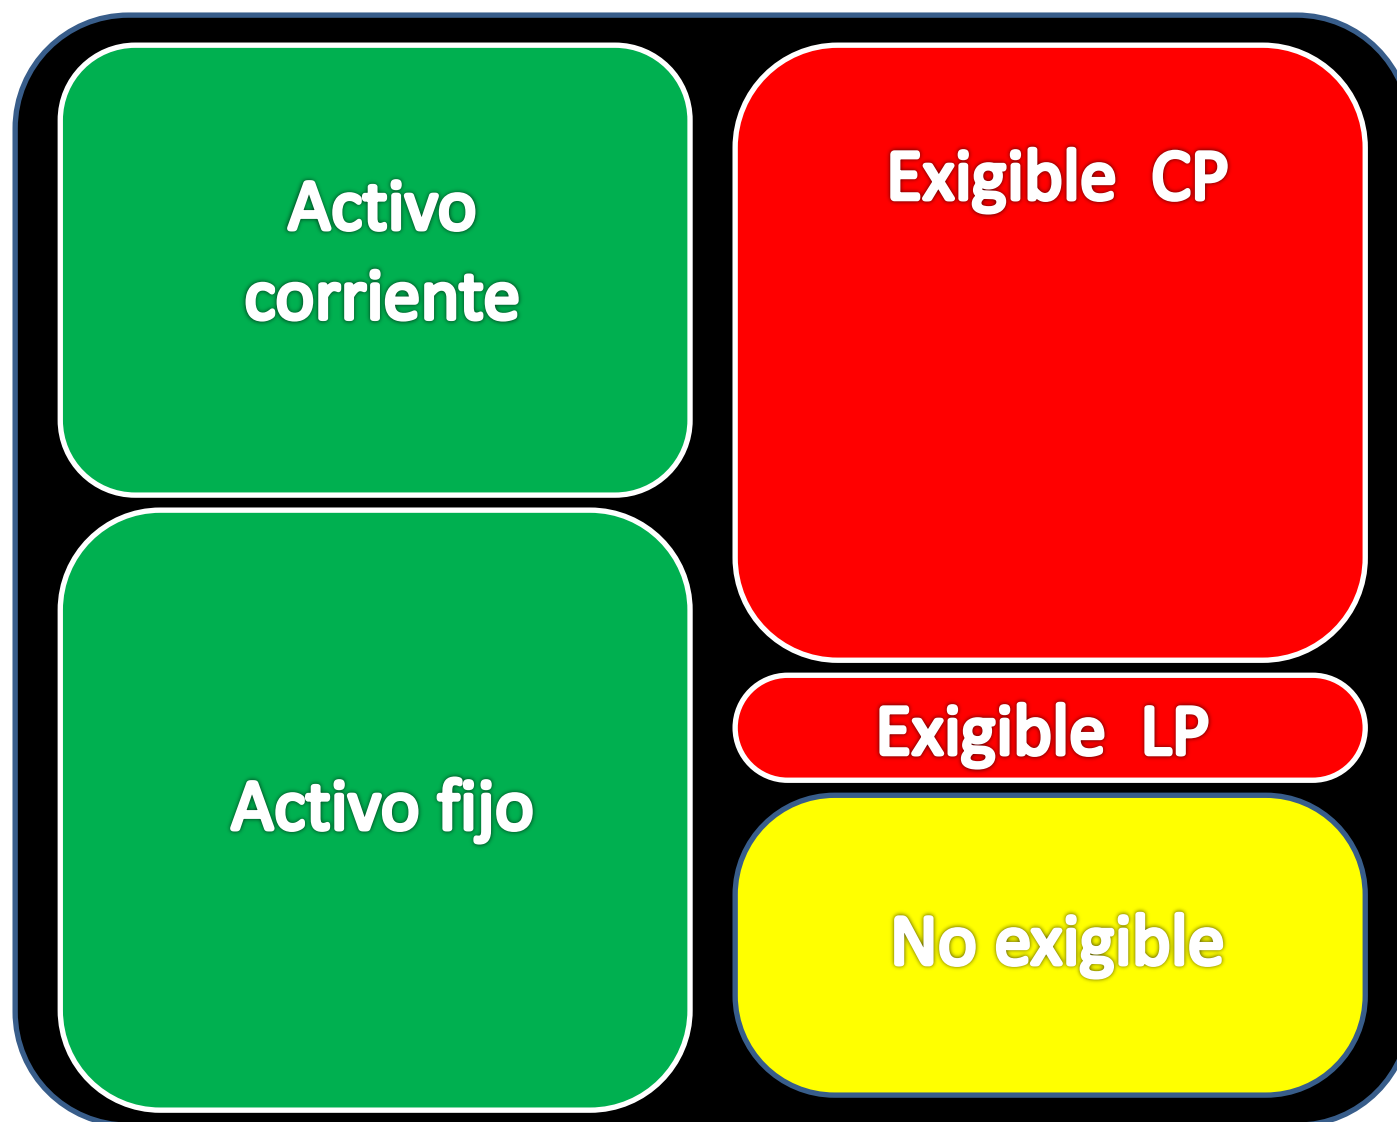 Activo
corriente
Activo fijo
Exigible CP
Exigible LP
No exigible